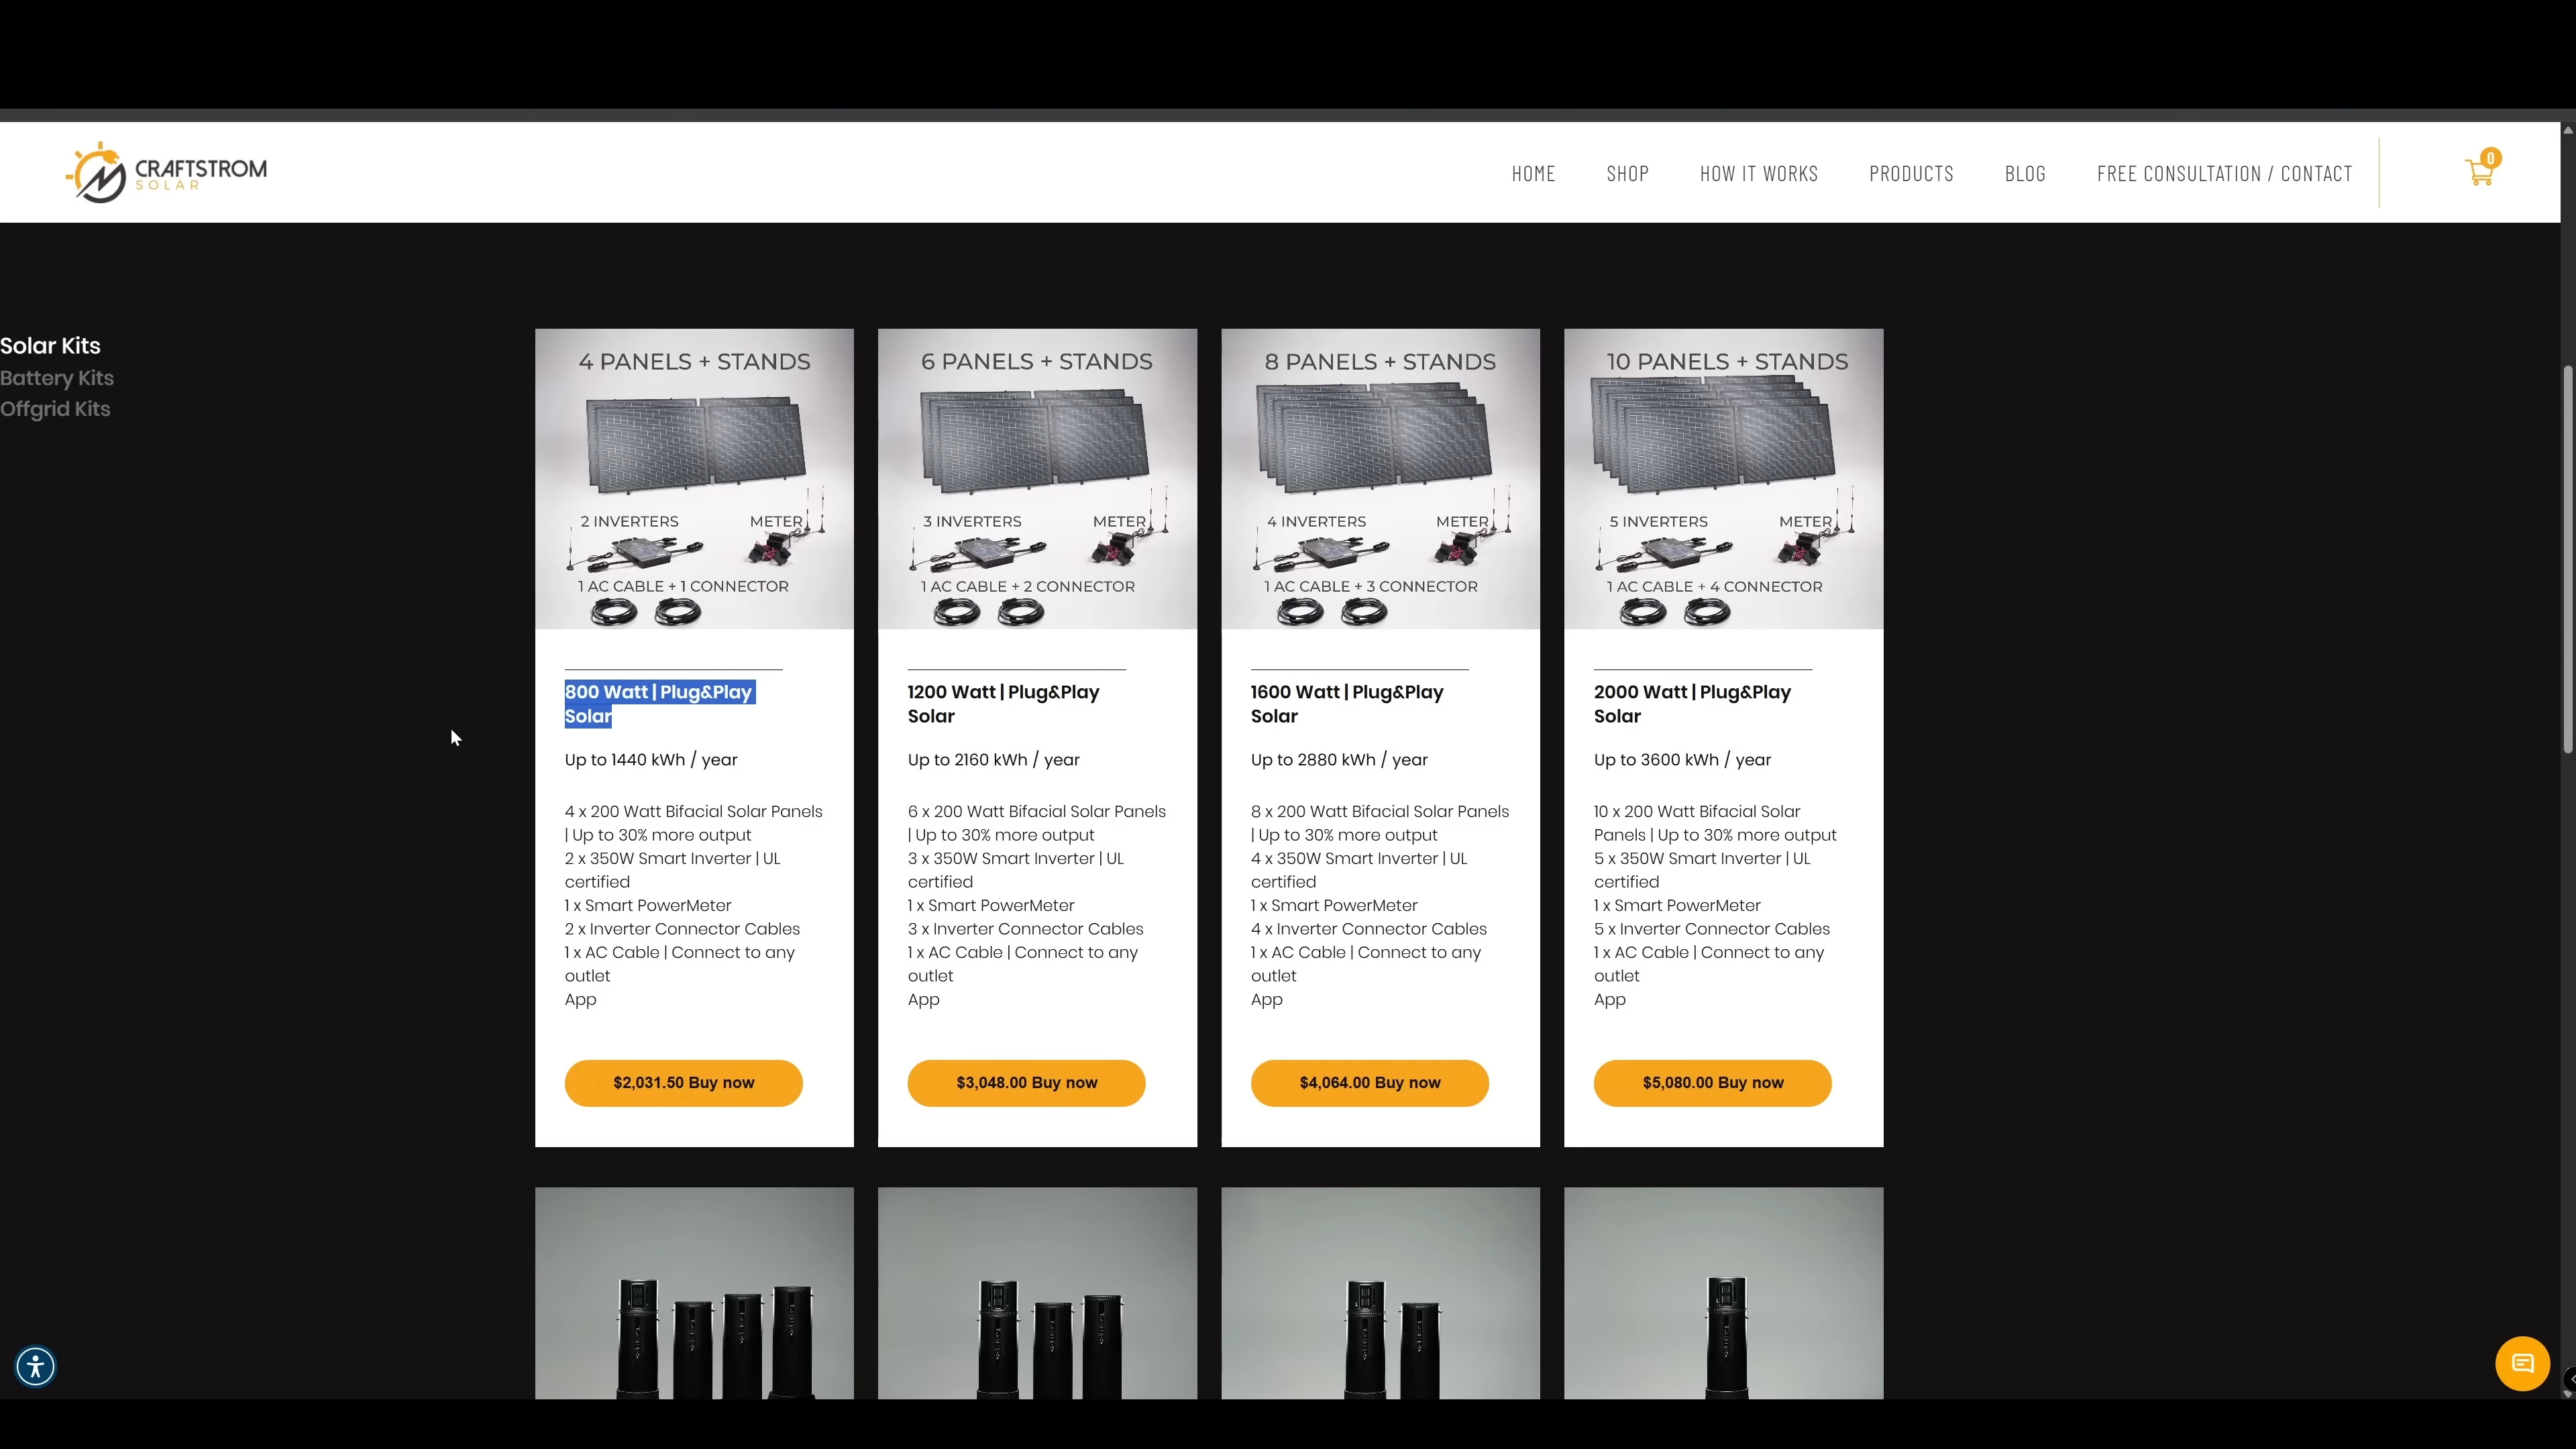 CRAFTSTROM
SOLAR
HOME
SHOP
HOW IT WORKS
PRODUCTS
BLOG
FREE CONSULTATION / CONTACT
0
Solar Kits
Battery Kits
Offgrid Kits
4 PANELS + STANDS
2 INVERTERS
METER
1 AC CABLE + 1 CONNECTOR
800 Watt | Plug&Play
Solar
Up to 1440 kWh / year
4 x 200 Watt Bifacial Solar Panels
| Up to 30% more output
2 x 350W Smart Inverter | UL
certified
1 x Smart PowerMeter
2 x Inverter Connector Cables
1 x AC Cable | Connect to any
outlet
App
$2,031.50 Buy now
6 PANELS + STANDS
3 INVERTERS
METER
1 AC CABLE + 2 CONNECTOR
1200 Watt | Plug&Play
Solar
Up to 2160 kWh / year
6 x 200 Watt Bifacial Solar Panels
| Up to 30% more output
3 x 350W Smart Inverter | UL
certified
1 x Smart PowerMeter
3 x Inverter Connector Cables
1 x AC Cable | Connect to any
outlet
App
$3,048.00 Buy now
8 PANELS + STANDS
4 INVERTERS
METER
1 AC CABLE + 3 CONNECTOR
1600 Watt | Plug&Play
Solar
Up to 2880 kWh / year
8 x 200 Watt Bifacial Solar Panels
| Up to 30% more output
4 x 350W Smart Inverter | UL
certified
1 x Smart PowerMeter
4 x Inverter Connector Cables
1 x AC Cable | Connect to any
outlet
App
$4,064.00 Buy now
10 PANELS + STANDS
5 INVERTERS
METER
1 AC CABLE + 4 CONNECTOR
2000 Watt | Plug&Play
Solar
Up to 3600 kWh / year
10 x 200 Watt Bifacial Solar
Panels | Up to 30% more output
5 x 350W Smart Inverter | UL
certified
1 x Smart PowerMeter
5 x Inverter Connector Cables
1 x AC Cable | Connect to any
outlet
App
$5,080.00 Buy now